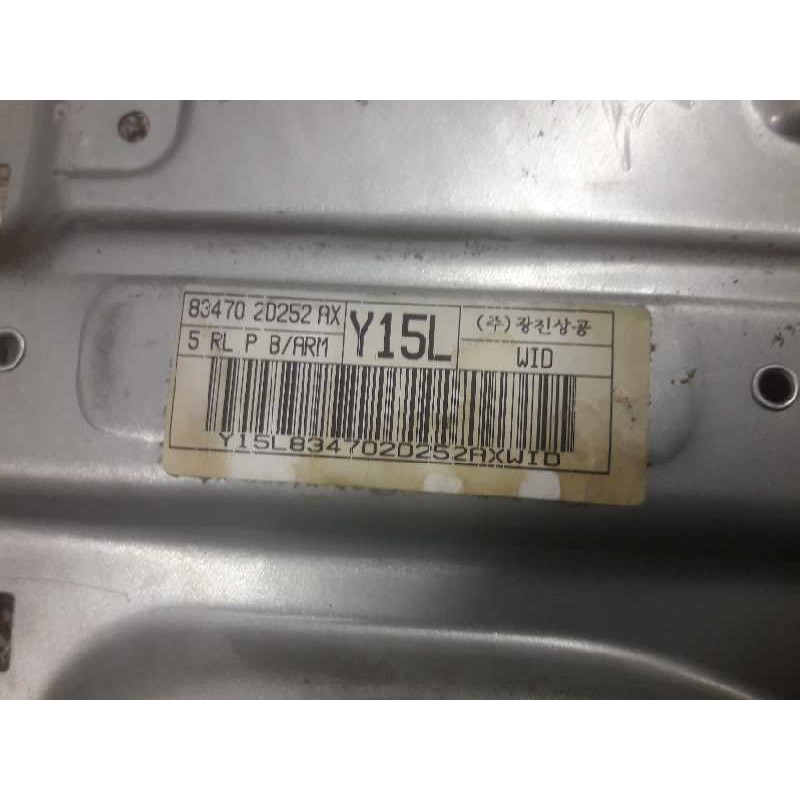 83470 2D252 AX
Y15L
(주)광진상공
5 RL P B/ARM
WID
Y15L834702D252AXWID